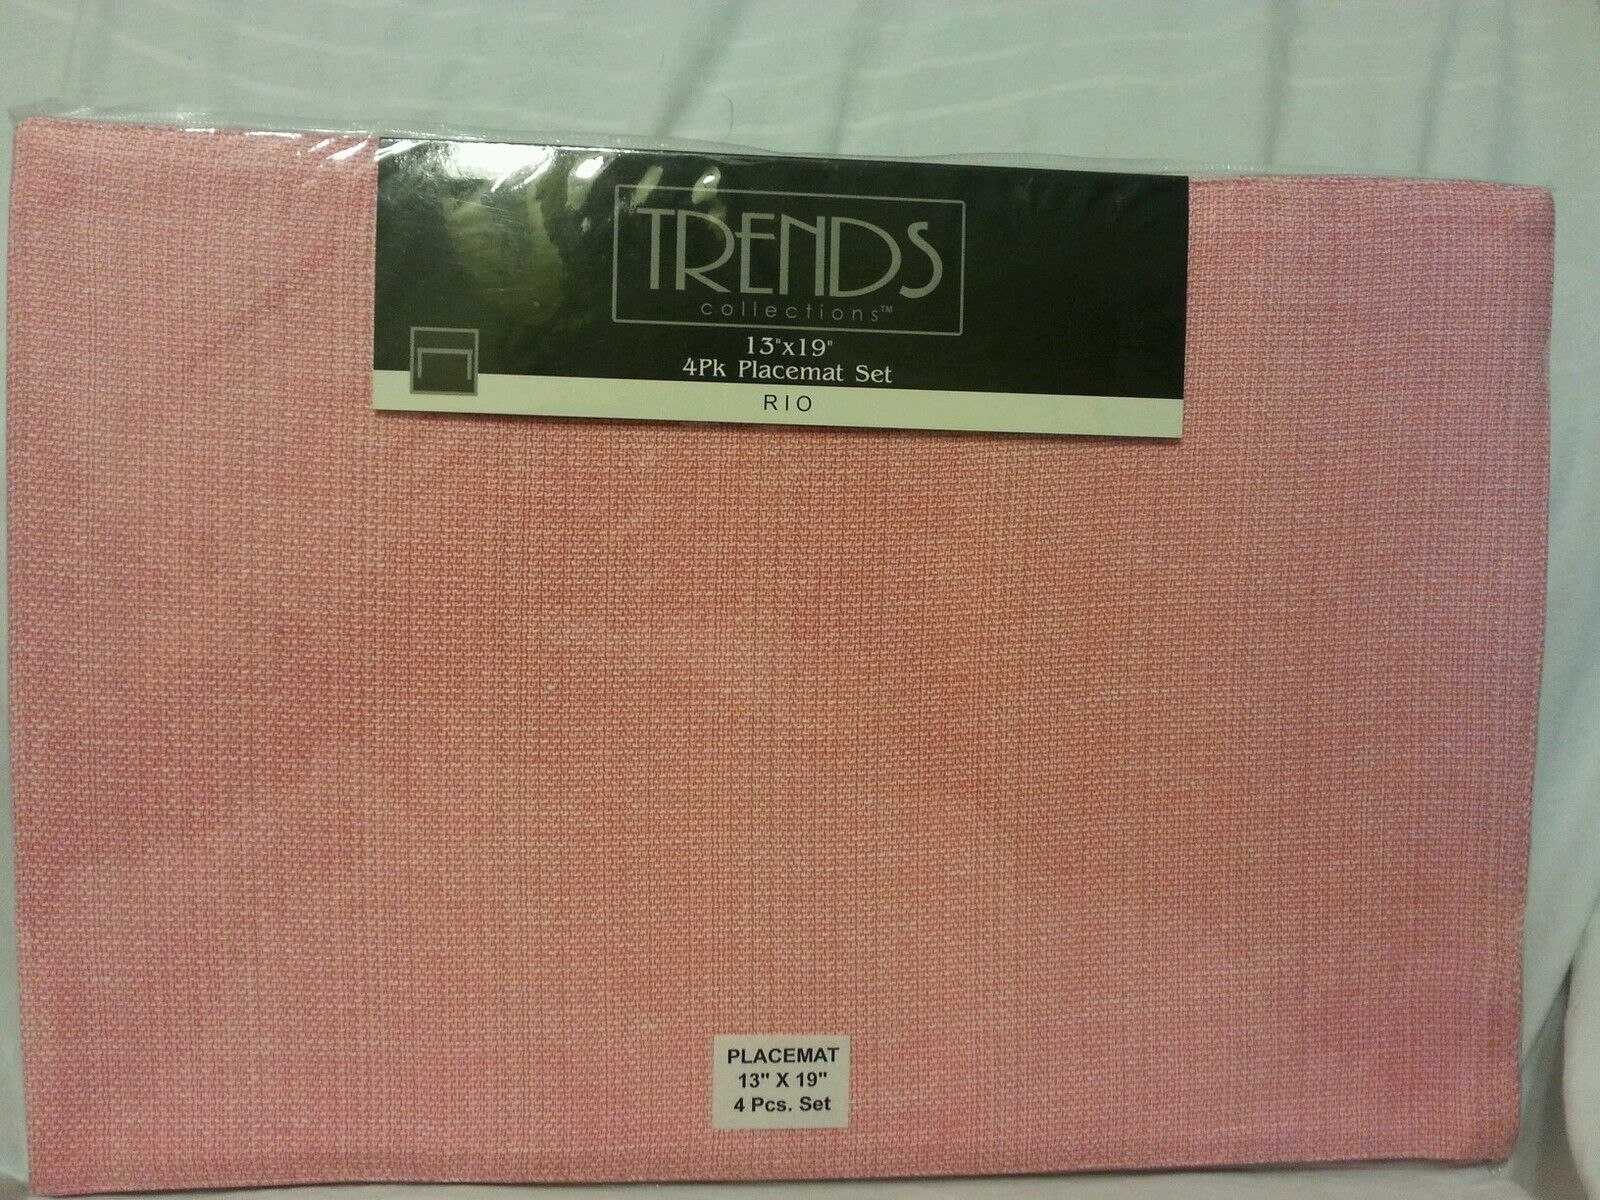 TRENDS
collections™
13"x19"
4Pk Placemat Set
RIO
PLACEMAT
13" X 19"
4 Pcs. Set